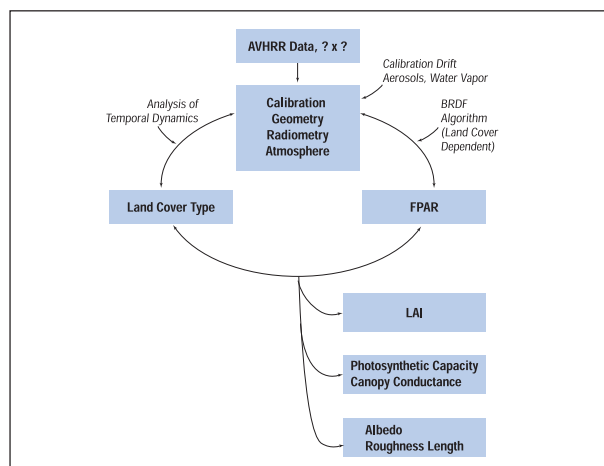 AVHRR Data, ? x ?
Calibration Drift
Aerosols, Water Vapor
Analysis of
Temporal Dynamics
Calibration
Geometry
Radiometry
Atmosphere
BRDF
Algorithm
(Land Cover
Dependent)
Land Cover Type
FPAR
LAI
Photosynthetic Capacity
Canopy Conductance
Albedo
Roughness Length